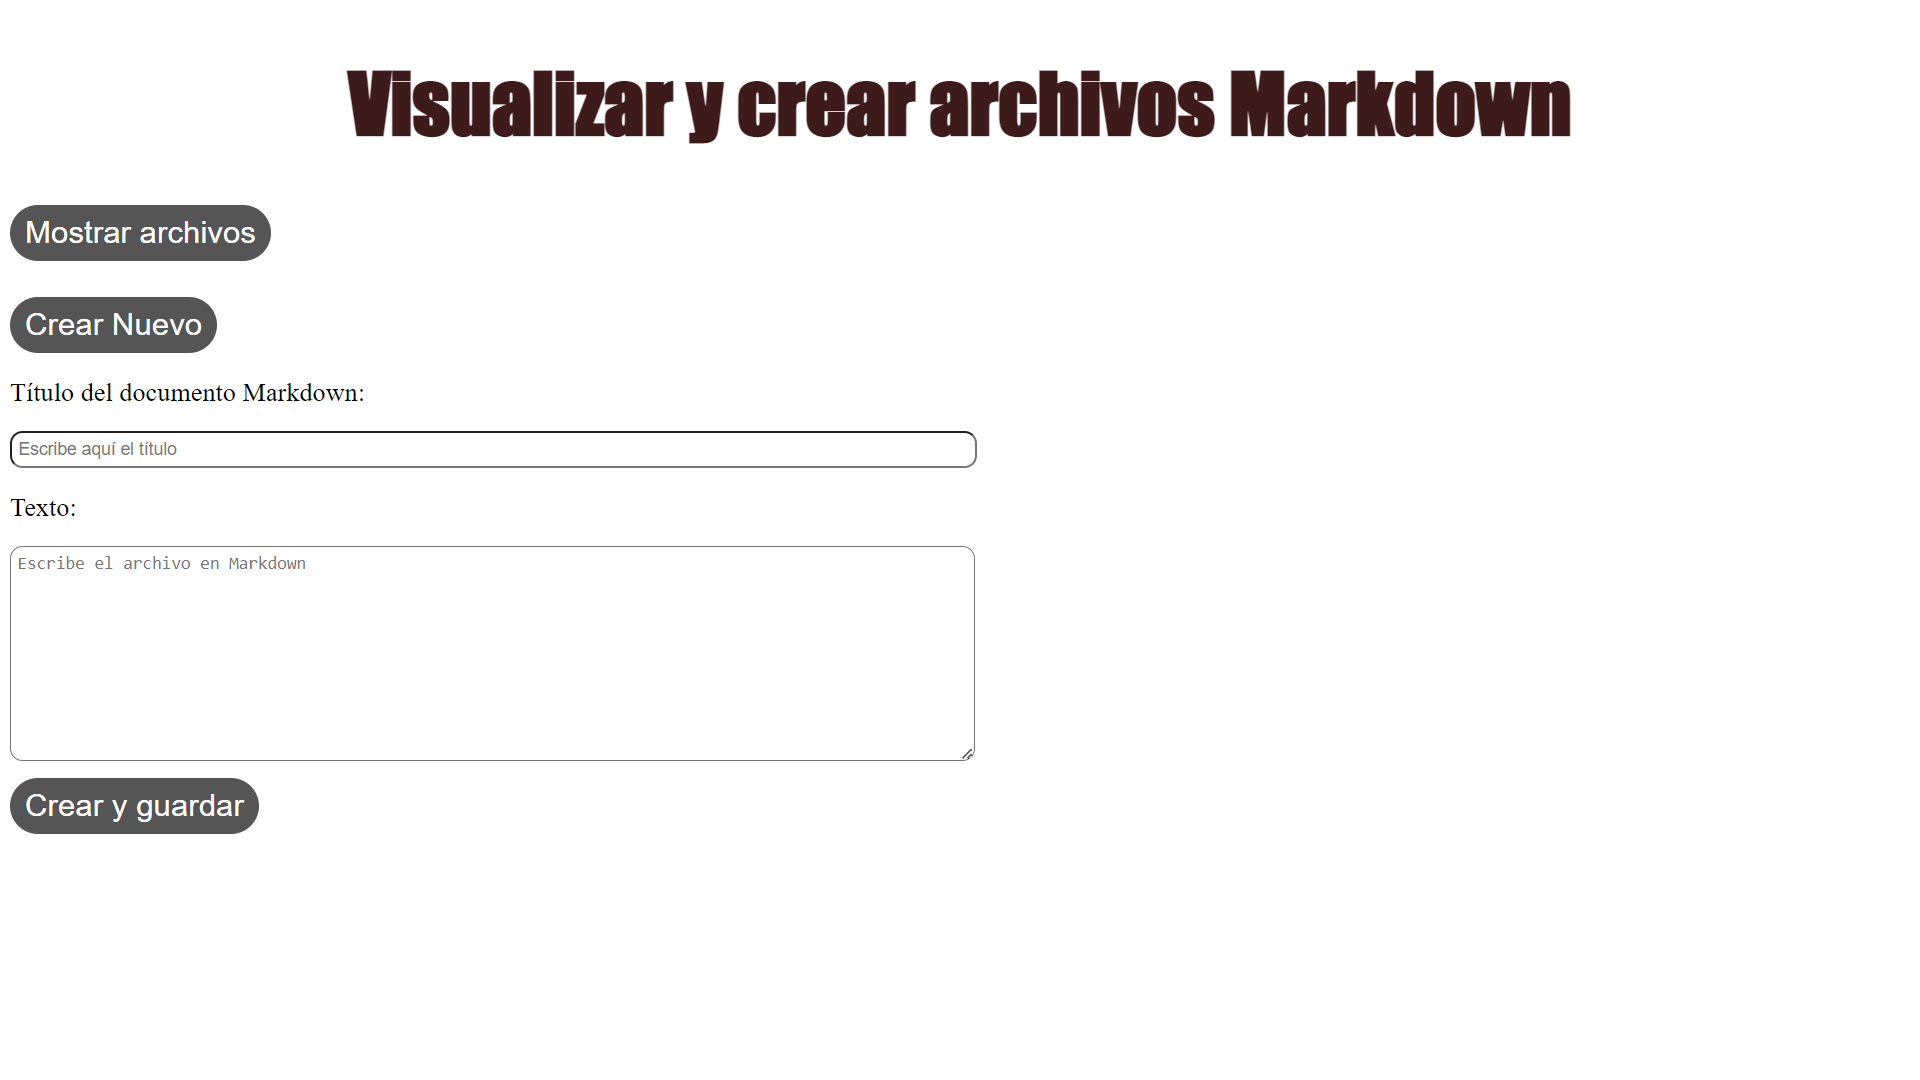 Visualizar y crear archivos Markdown
Mostrar archivos
Crear Nuevo
Título del documento Markdown:
Escribe aquí el título
Texto:
Escribe el archivo en Markdown
Crear y guardar